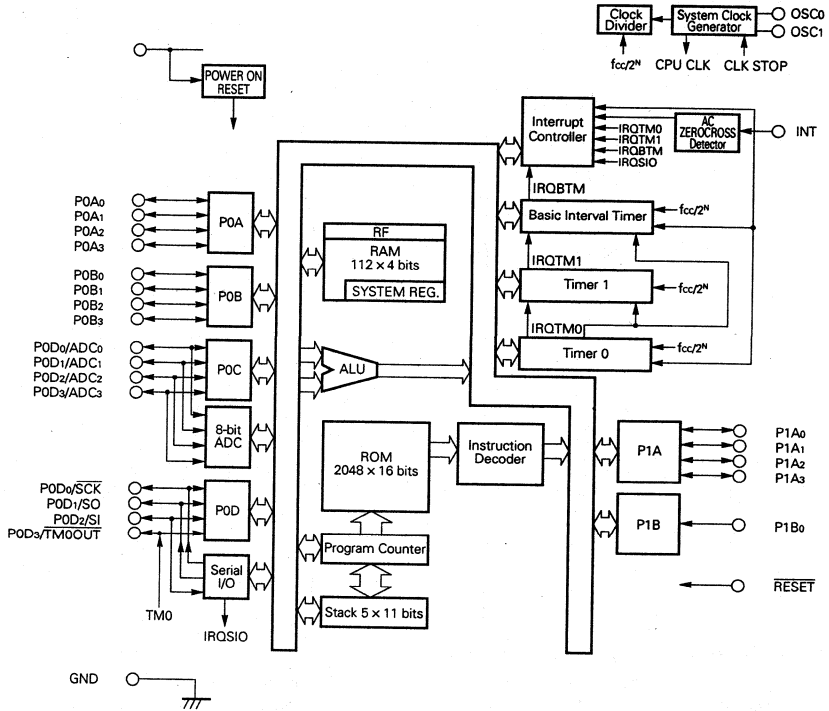 Clock
Divider
System Clock
Generator
OSC0
OSC1
fcc/2ᴺ
CPU CLK
CLK STOP
POWER ON
RESET
Interrupt
Controller
IRQTM0
IRQTM1
IRQBTM
IRQSIO
AC
ZEROCROSS
Detector
INT
IRQBTM
Basic Interval Timer
fcc/2ᴺ
IRQTM1
Timer 1
fcc/2ᴺ
IRQTM0
Timer 0
fcc/2ᴺ
P0A₀
P0A₁
P0A₂
P0A₃
P0A
P0B₀
P0B₁
P0B₂
P0B₃
P0B
RF
RAM
112 × 4 bits
SYSTEM REG.
P0D₀/ADC₀
P0D₁/ADC₁
P0D₂/ADC₂
P0D₃/ADC₃
P0C
8-bit
ADC
ALU
ROM
2048 × 16 bits
Instruction
Decoder
P1A
P1A₀
P1A₁
P1A₂
P1A₃
P0D₀/S̅C̅K̅
P0D₁/SO
P0D₂/SI
P0D₃/T̅M̅0̅O̅U̅T̅
P0D
Serial
I/O
TM0
IRQSIO
Program Counter
Stack 5 × 11 bits
P1B
P1B₀
R̅E̅S̅E̅T̅
GND